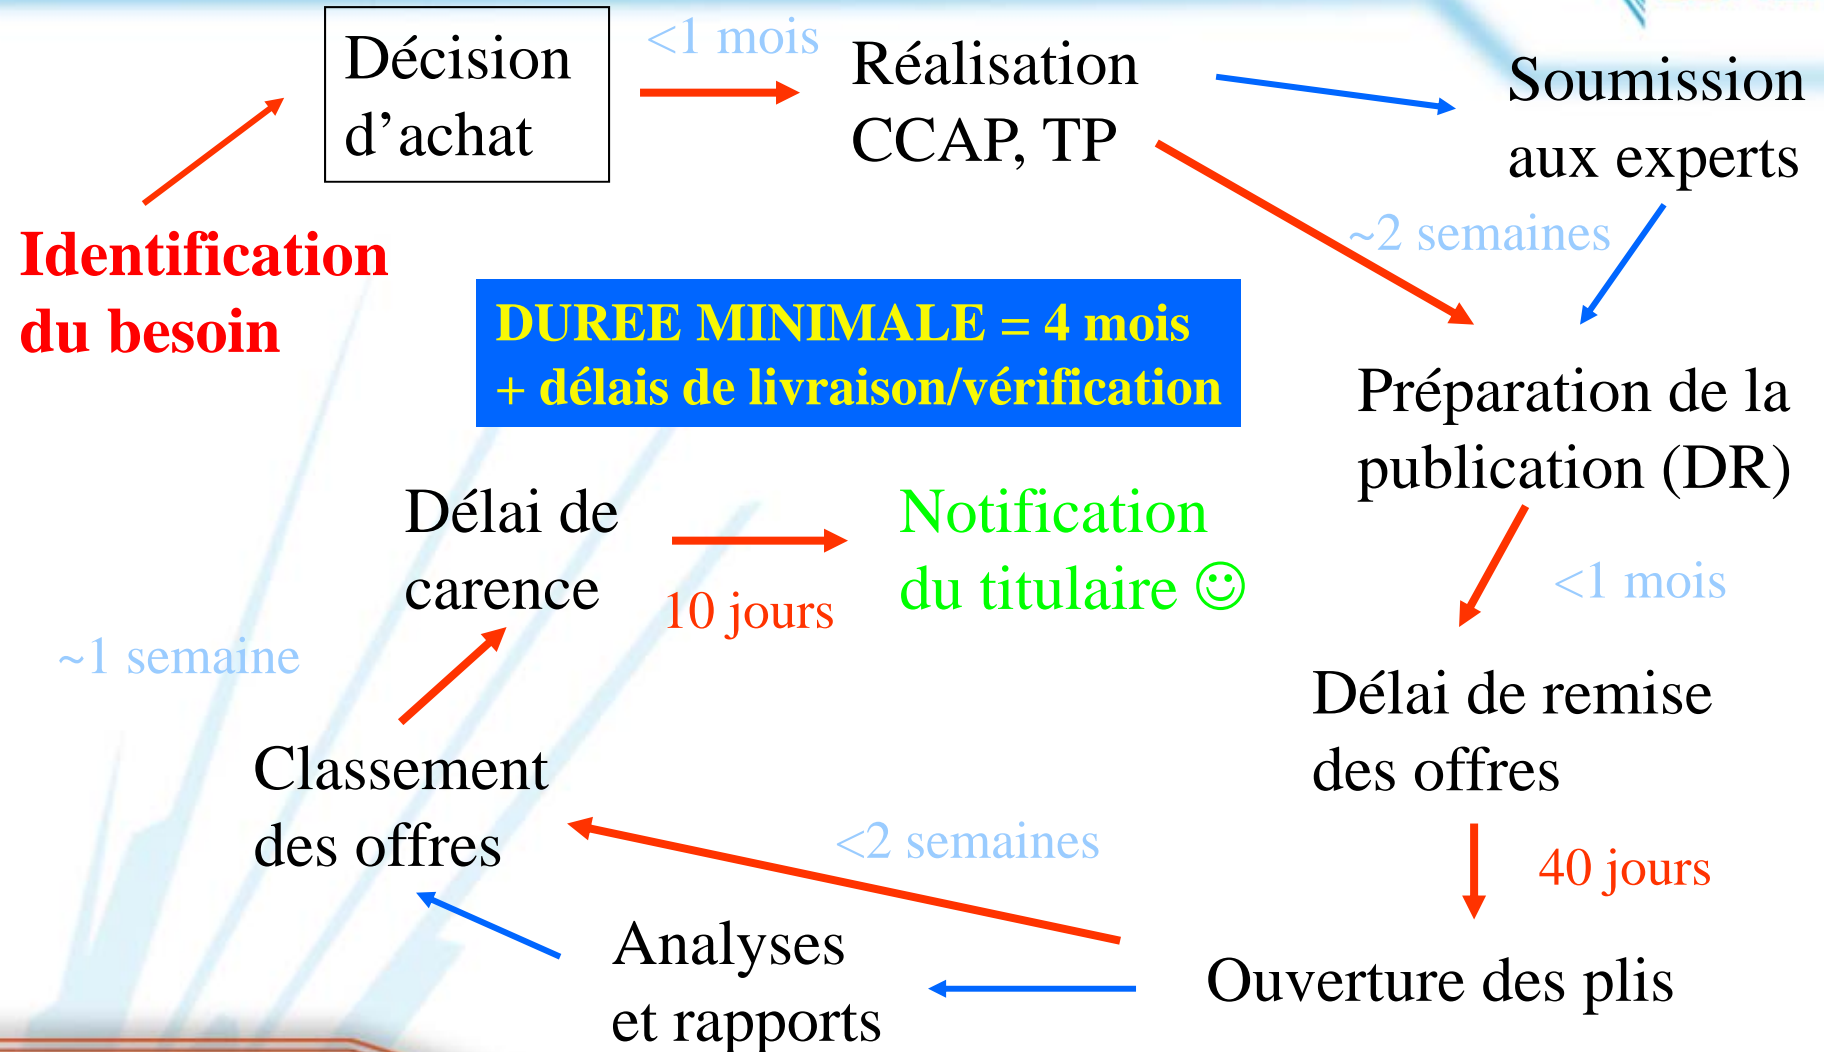 Décision
d’achat
<1 mois
Réalisation
CCAP, TP
Soumission
aux experts
Identification
du besoin
~2 semaines
DUREE MINIMALE = 4 mois
+ délais de livraison/vérification
Préparation de la
publication (DR)
Délai de
carence
10 jours
Notification
du titulaire ☺
<1 mois
~1 semaine
Délai de remise
des offres
Classement
des offres
<2 semaines
40 jours
Analyses
et rapports
Ouverture des plis